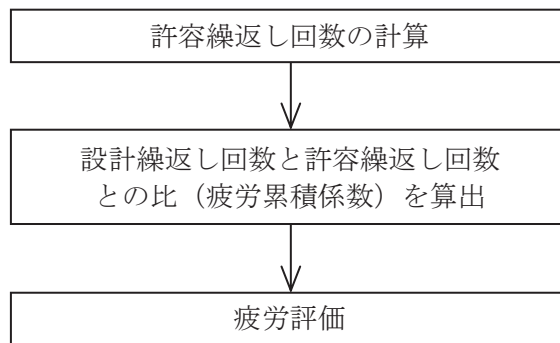 許容繰返し回数の計算
設計繰返し回数と許容繰返し回数
との比（疲労累積係数）を算出
疲労評価